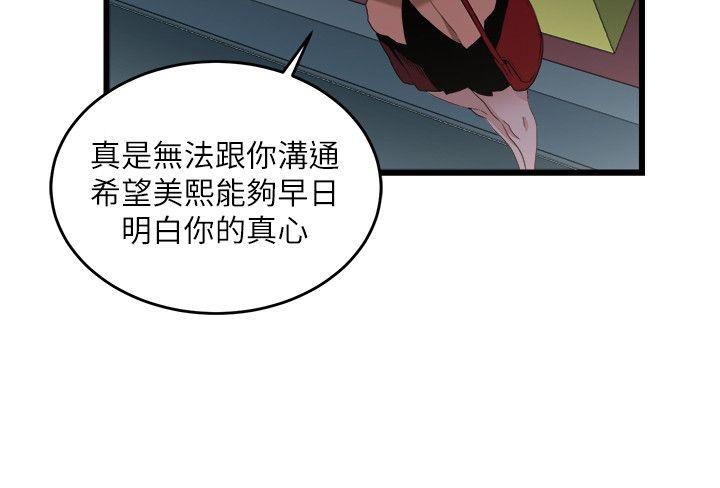 真是無法跟你溝通
希望美熙能夠早日
明白你的真心